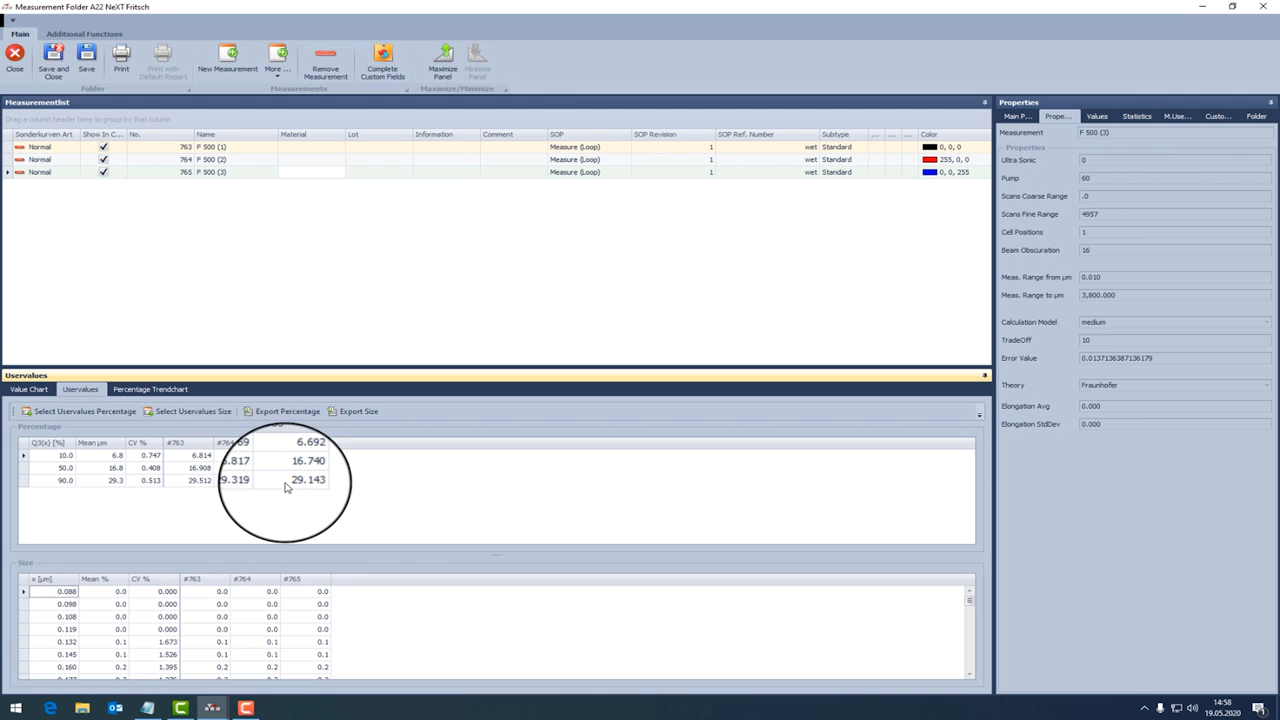 Measurement Folder A22 NeXT Fritsch
Main Additional Functions
Close Save and Close Save Print Print with Default Report New Measurement More ... Remove Measurement Complete Custom Fields Maximize Panel Minimize Panel
Folder Measurements Maximize/Minimize
Measurementlist
Drag a column header here to group by that column
Sonderkurven Art Show In C... No. Name Material Lot Information Comment SOP SOP Revision SOP Ref. Number Subtype ... ... ... Color
Normal 763 F 500 (1) Measure (Loop) 1 wet Standard 0, 0, 0
Normal 764 F 500 (2) Measure (Loop) 1 wet Standard 255, 0, 0
Normal 765 F 500 (3) Measure (Loop) 1 wet Standard 0, 0, 255
Properties
Main P... Prope... Values Statistics M.Use... Custo... Folder
Measurement F 500 (3)
Properties
Ultra Sonic 0
Pump 60
Scans Coarse Range .0
Scans Fine Range 4957
Cell Positions 1
Beam Obscuration 16
Meas. Range from µm 0.010
Meas. Range to µm 3,800.000
Calculation Model medium
TradeOff 10
Error Value 0.0137136387136179
Theory Fraunhofer
Elongation Avg 0.000
Elongation StdDev 0.000
Uservalues
Value Chart Uservalues Percentage Trendchart
Select Uservalues Percentage Select Uservalues Size Export Percentage Export Size
Percentage
Q3(x) [%] Mean µm CV % #763 #764
10.0 6.8 0.747 6.814 6.692
50.0 16.8 0.408 16.908 .817 16.740
90.0 29.3 0.513 29.512 9.319 29.143
Size
x [µm] Mean % CV % #763 #764 #765
0.088 0.0 0.000 0.0 0.0 0.0
0.098 0.0 0.000 0.0 0.0 0.0
0.108 0.0 0.000 0.0 0.0 0.0
0.119 0.0 0.000 0.0 0.0 0.0
0.132 0.1 1.673 0.1 0.1 0.1
0.145 0.1 1.526 0.1 0.1 0.1
0.160 0.2 1.395 0.2 0.2 0.2
14:58
19.05.2020